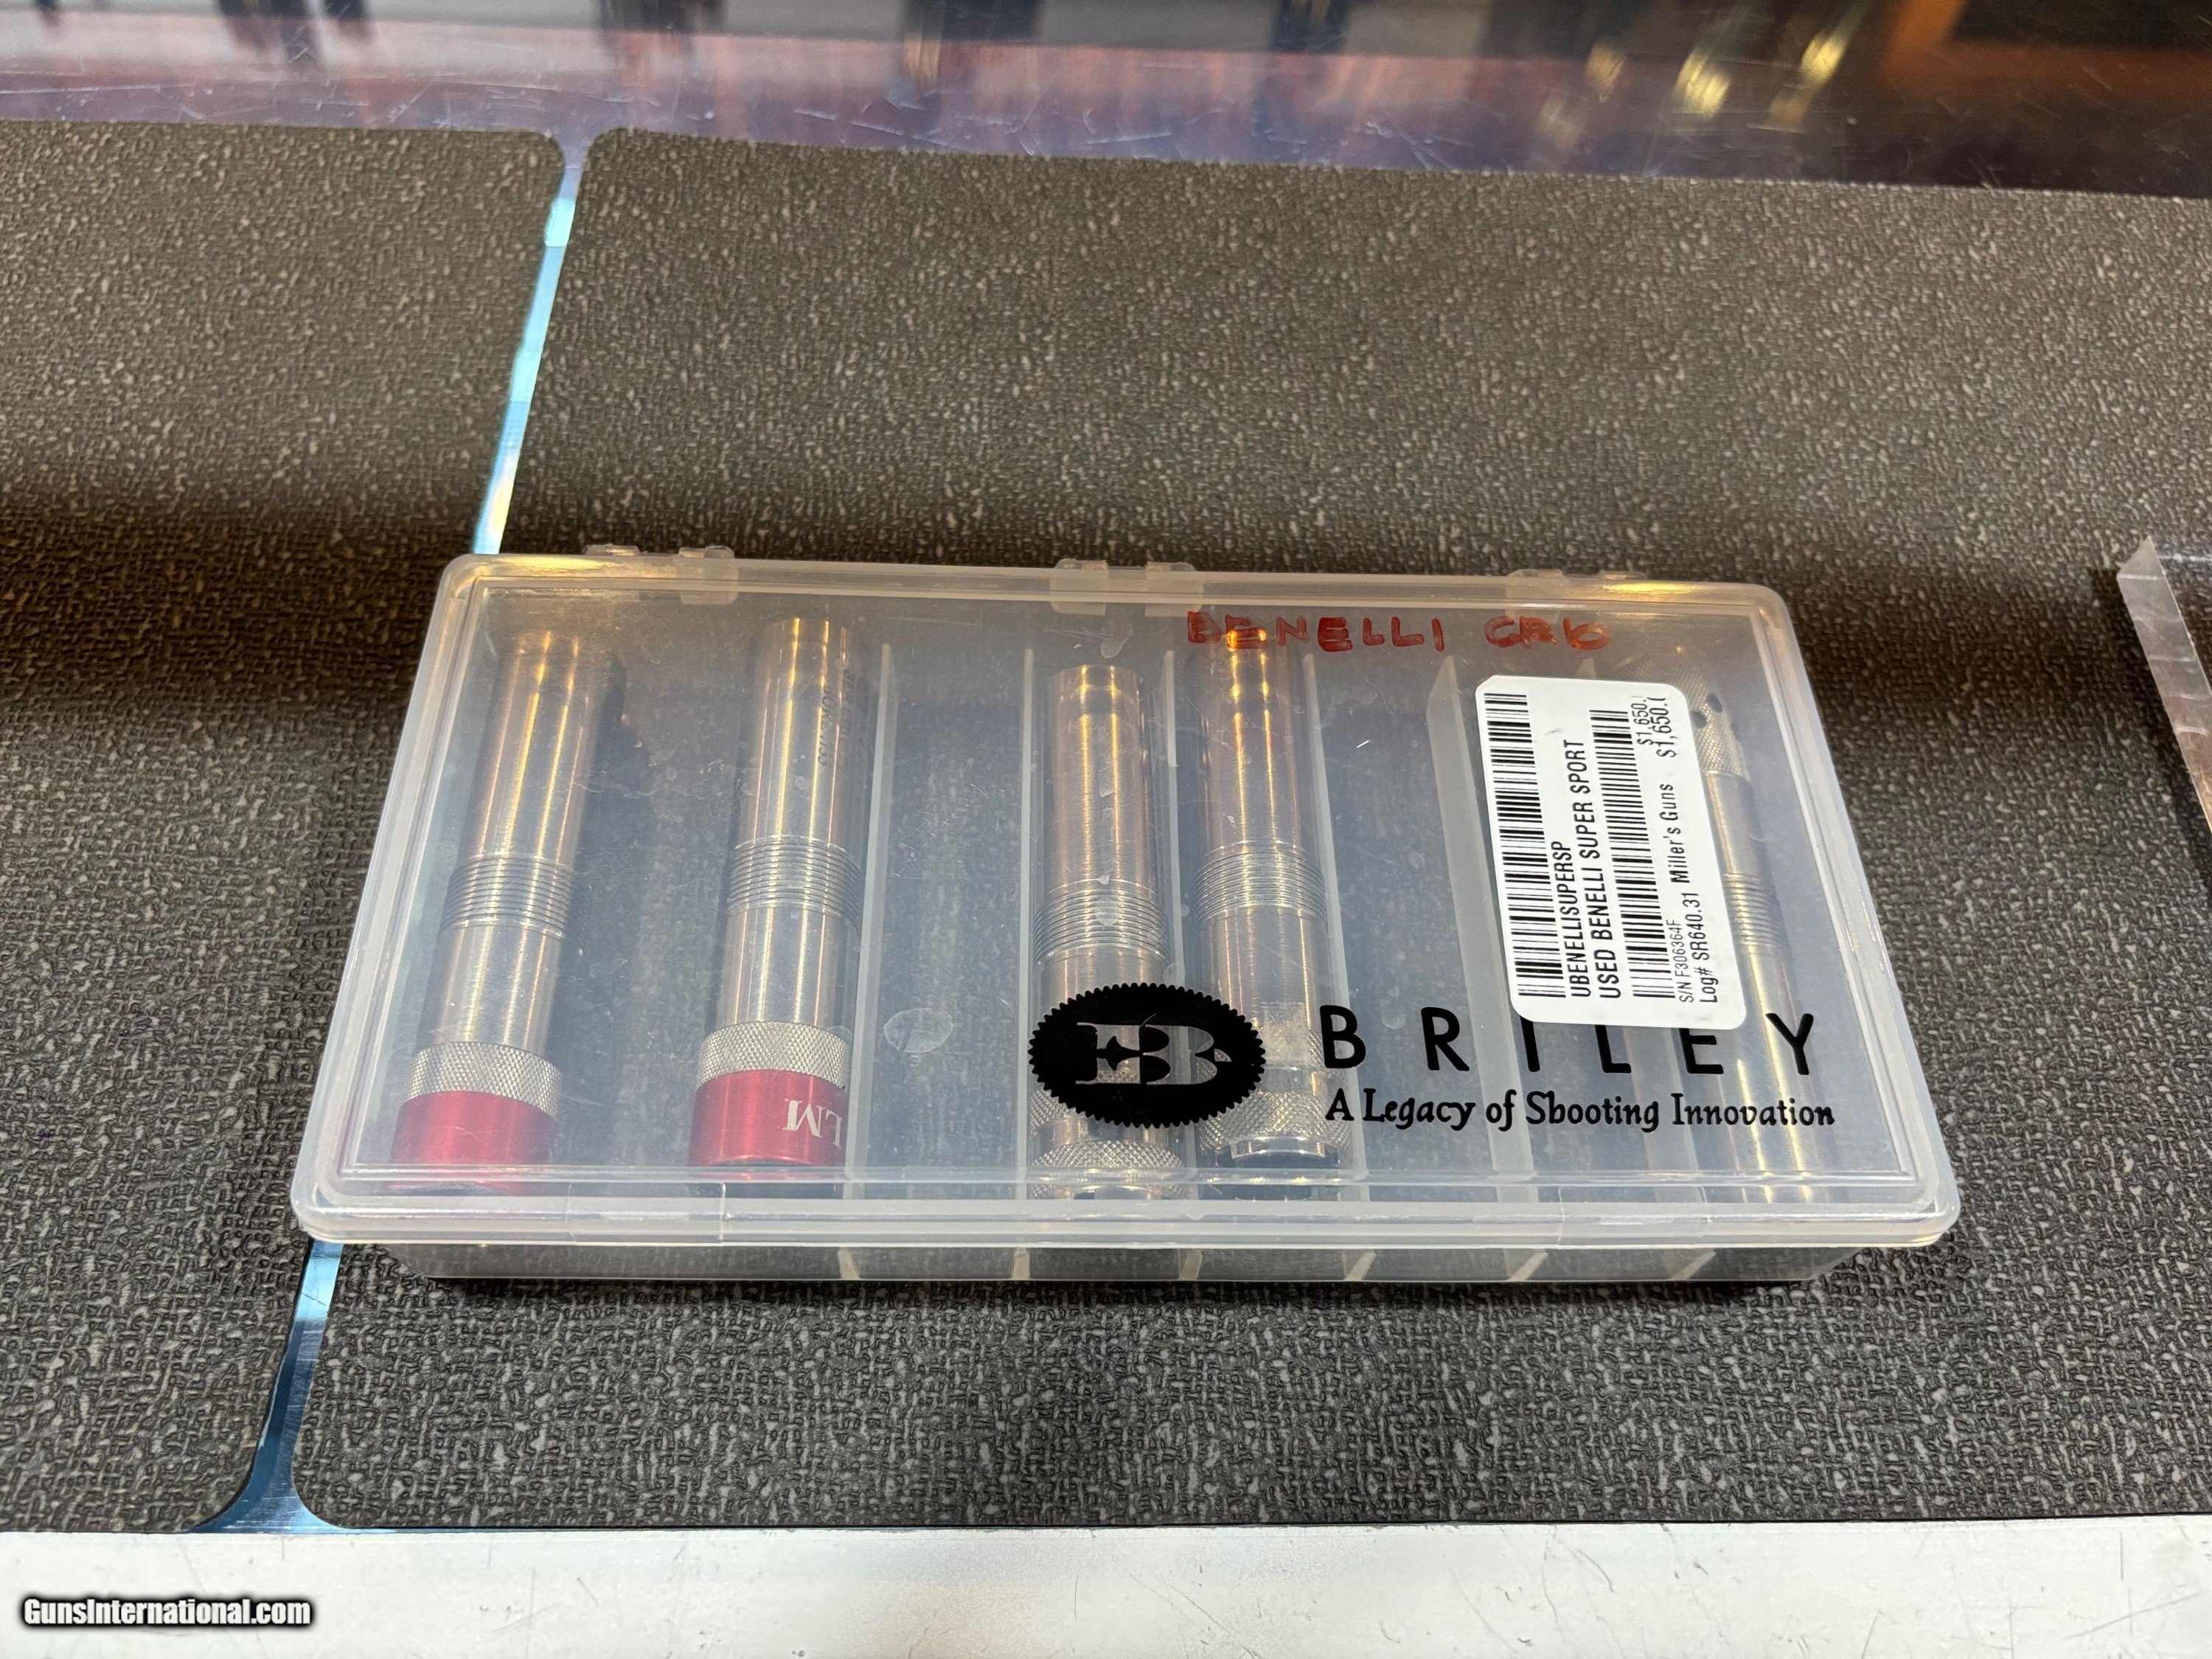 BENELLI CRIO
UBENELLISUPERSP
USED BENELLI SUPER SPORT
$1,650.
$1,650.
S/N F306364F
Log# SR640.31 Miller's Guns
LM
BRILEY
A Legacy of Shooting Innovation
GunsInternational.com